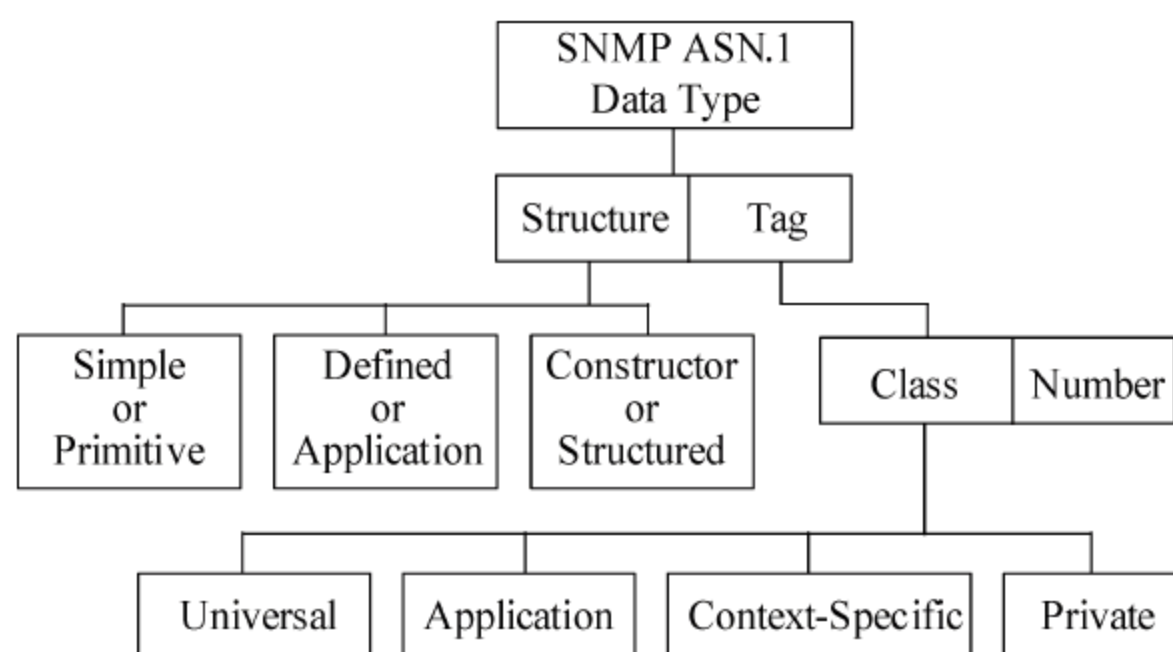 SNMP ASN.1
Data Type
Structure
Tag
Simple
or
Primitive
Defined
or
Application
Constructor
or
Structured
Class
Number
Universal
Application
Context-Specific
Private